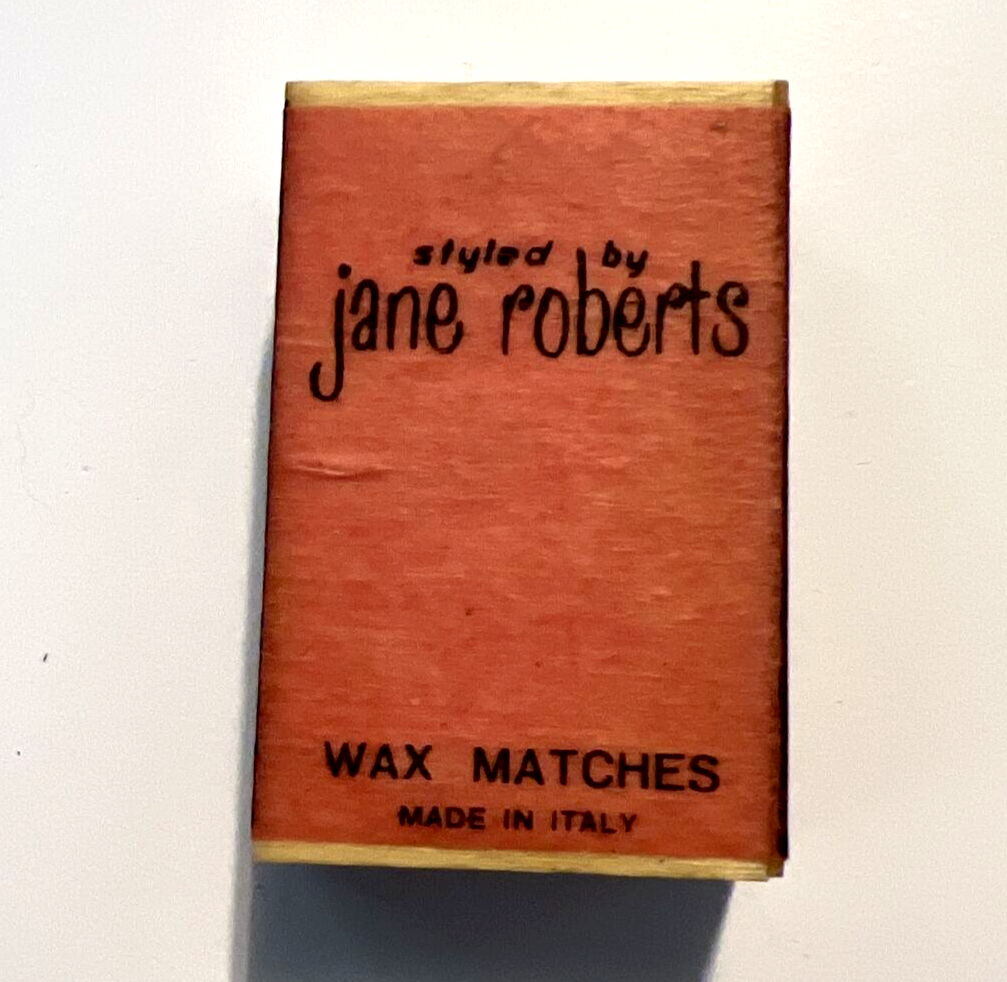 styled by
jane roberts
WAX MATCHES
MADE IN ITALY